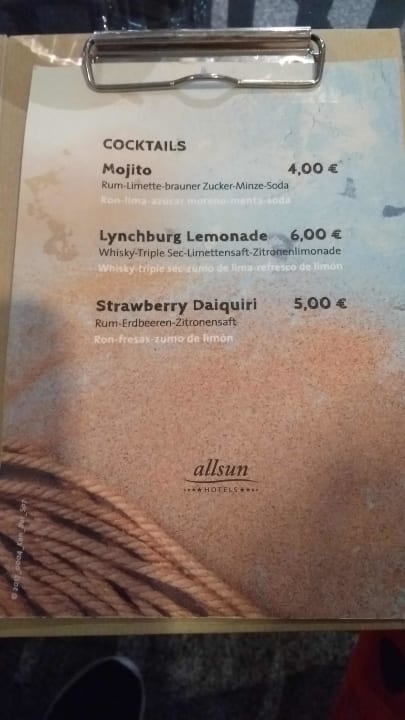 COCKTAILS
Mojito 4,00 €
Rum-Limette-brauner Zucker-Minze-Soda
Ron-lima-azúcar moreno-menta-soda
Lynchburg Lemonade 6,00 €
Whisky-Triple Sec-Limettensaft-Zitronenlimonade
Whisky-triple sec-zumo de lima-refresco de limón
Strawberry Daiquiri 5,00 €
Rum-Erdbeeren-Zitronensaft
Ron-fresas-zumo de limón
allsun
HOTELS